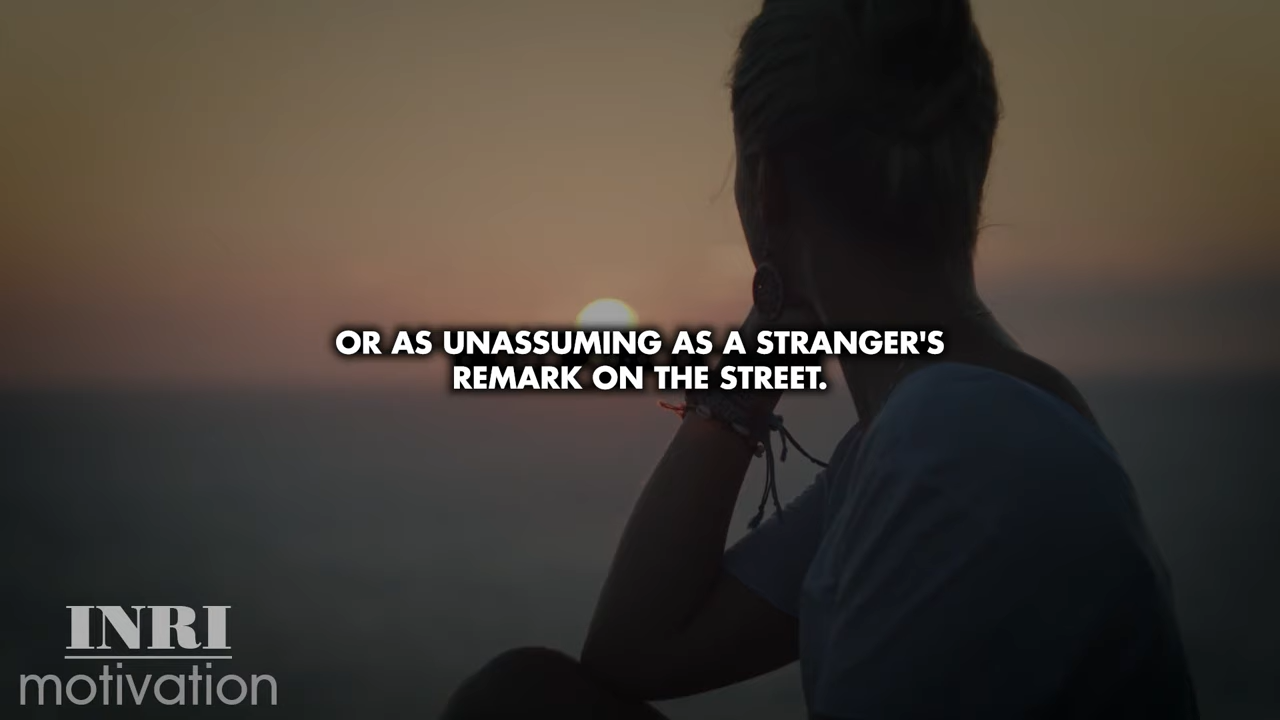 OR AS UNASSUMING AS A STRANGER'S
REMARK ON THE STREET.
INRI
motivation